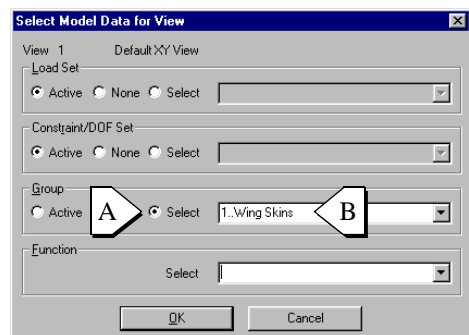 Select Model Data for View
View 1 Default XY View
Load Set
Active None Select
Constraint/DOF Set
Active None Select
Group
Active A Select 1..Wing Skins B
Function
Select
OK Cancel